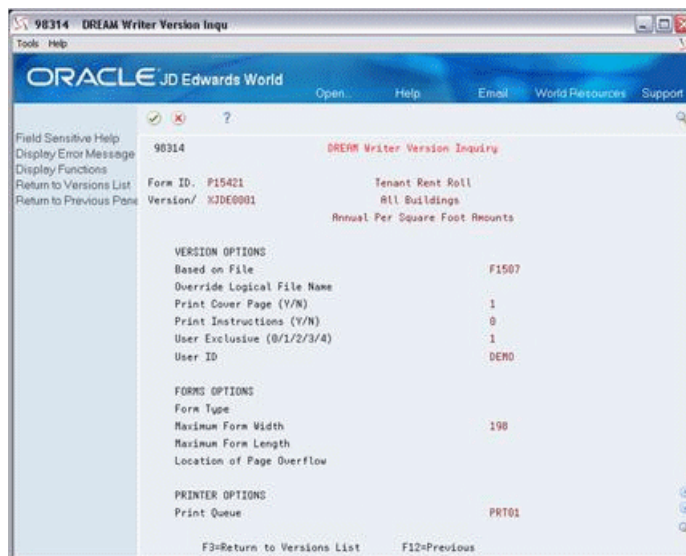 98314   DREAM Writer Version Inqu
Tools  Help
ORACLE JD Edwards World
Open...  Help  Email  World Resources  Support
Field Sensitive Help
Display Error Message
Display Functions
Return to Versions List
Return to Previous Pane
98314  DREAM Writer Version Inquiry
Form ID.  P15421  Tenant Rent Roll
Version/  XJDE0001  All Buildings
Annual Per Square Foot Amounts
VERSION OPTIONS
Based on File  F1507
Override Logical File Name
Print Cover Page (Y/N)  1
Print Instructions (Y/N)  0
User Exclusive (0/1/2/3/4)  1
User ID  DEMO
FORMS OPTIONS
Form Type
Maximum Form Width  198
Maximum Form Length
Location of Page Overflow
PRINTER OPTIONS
Print Queue  PRT01
F3=Return to Versions List  F12=Previous